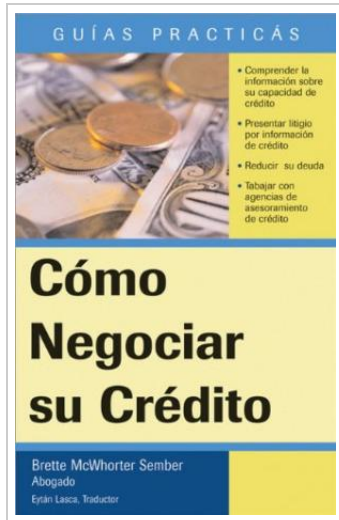 GUÍAS PRACTICÁS
• Comprender la
información sobre
su capacidad de
crédito
• Presentar litigio
por información
de crédito
• Reducir su deuda
• Tabajar con
agencias de
asesoramiento
de crédito
Cómo
Negociar
su Crédito
Brette McWhorter Sember
Abogado
Eytán Lasca, Traductor